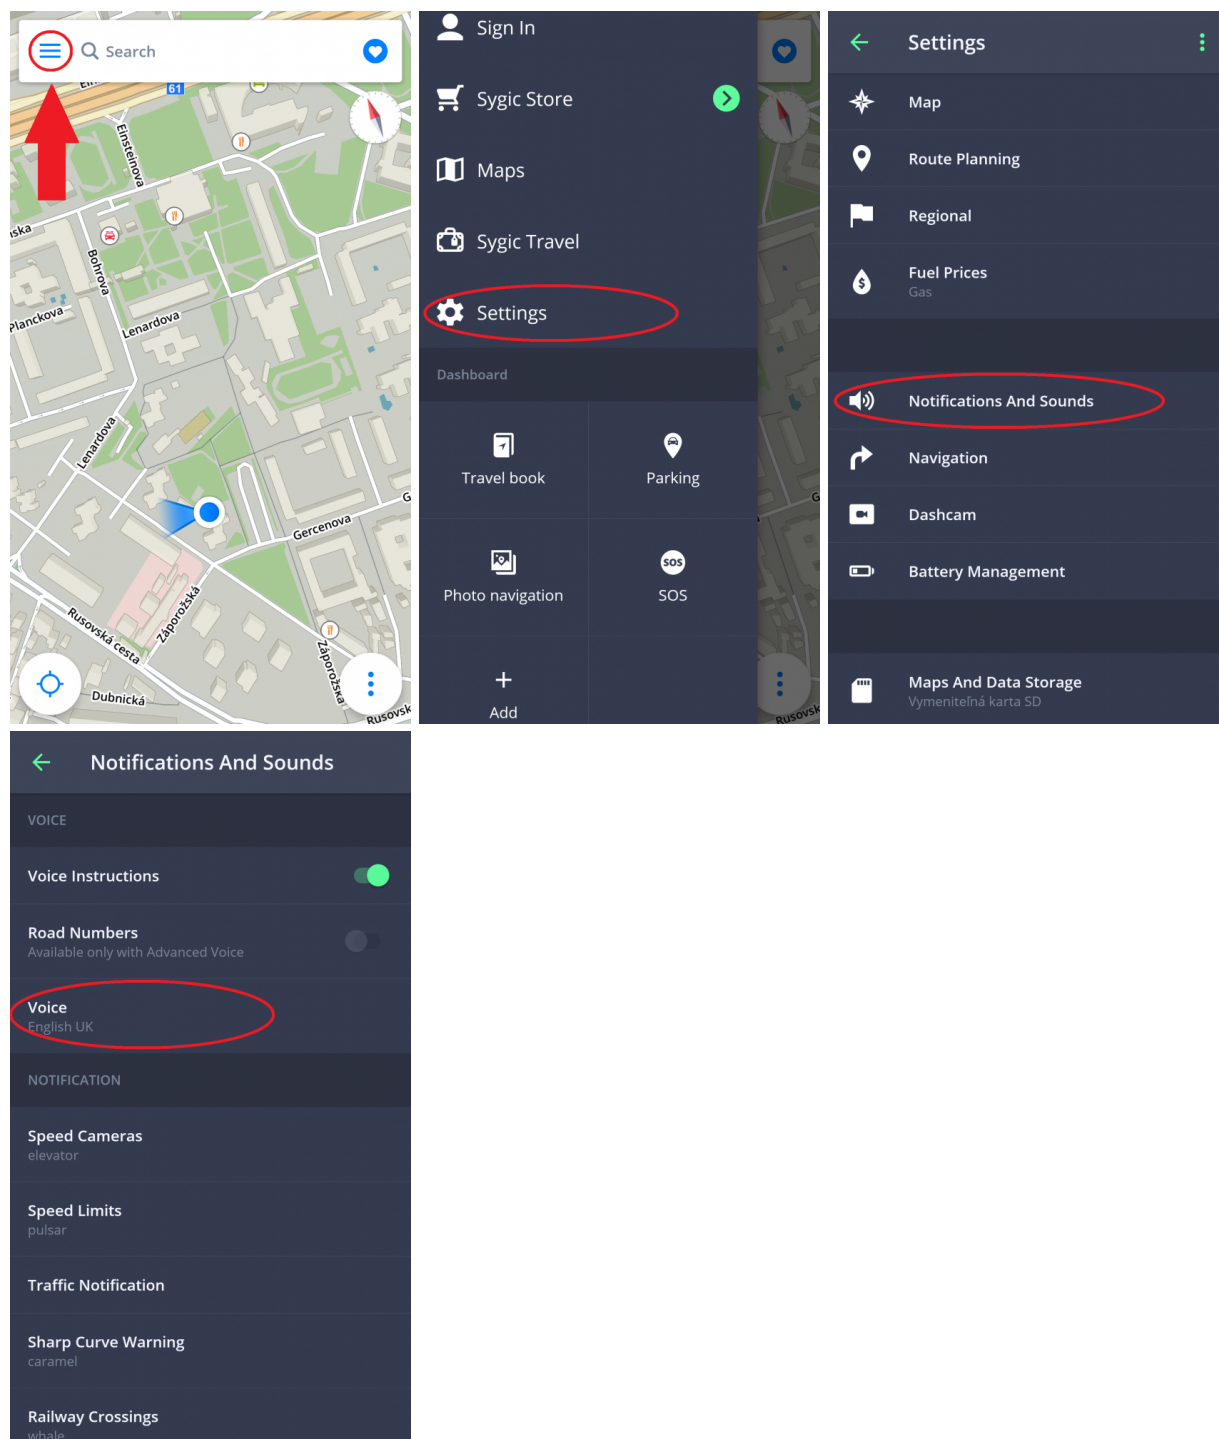 Search
Ein
61
Einsteinova
nska
Bohrova
Planckova
Lenardova
Lenardova
G
Gercenova
Rusovská cesta
Záporožská
Záporožská
Dubnická
Rusovsk
Sign In
Sygic Store
Maps
Sygic Travel
Settings
Dashboard
Travel book
Parking
G
Photo navigation
SOS
SOS
Add
Rusovsk
Settings
Map
Route Planning
Regional
Fuel Prices
Gas
Notifications And Sounds
Navigation
Dashcam
Battery Management
Maps And Data Storage
Vymeniteľná karta SD
Notifications And Sounds
VOICE
Voice Instructions
Road Numbers
Available only with Advanced Voice
Voice
English UK
NOTIFICATION
Speed Cameras
elevator
Speed Limits
pulsar
Traffic Notification
Sharp Curve Warning
caramel
Railway Crossings
whale